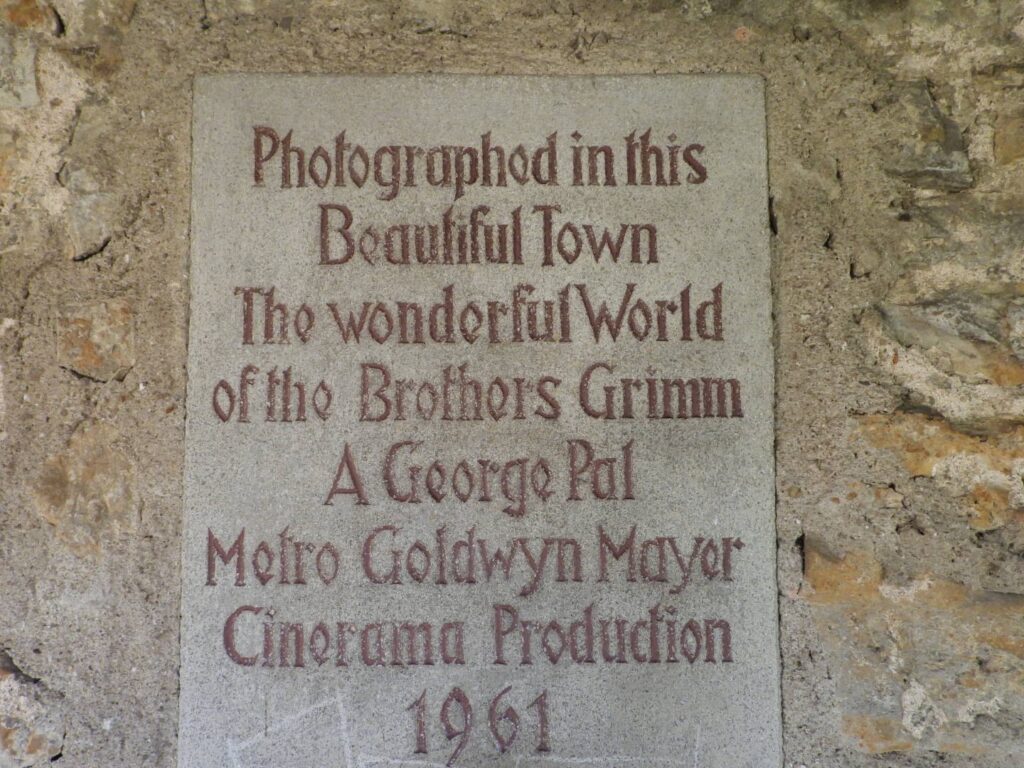 Photographed in this
Beautiful Town
The wonderful World
of the Brothers Grimm
A George Pal
Metro Goldwyn Mayer
Cinerama Production
1961